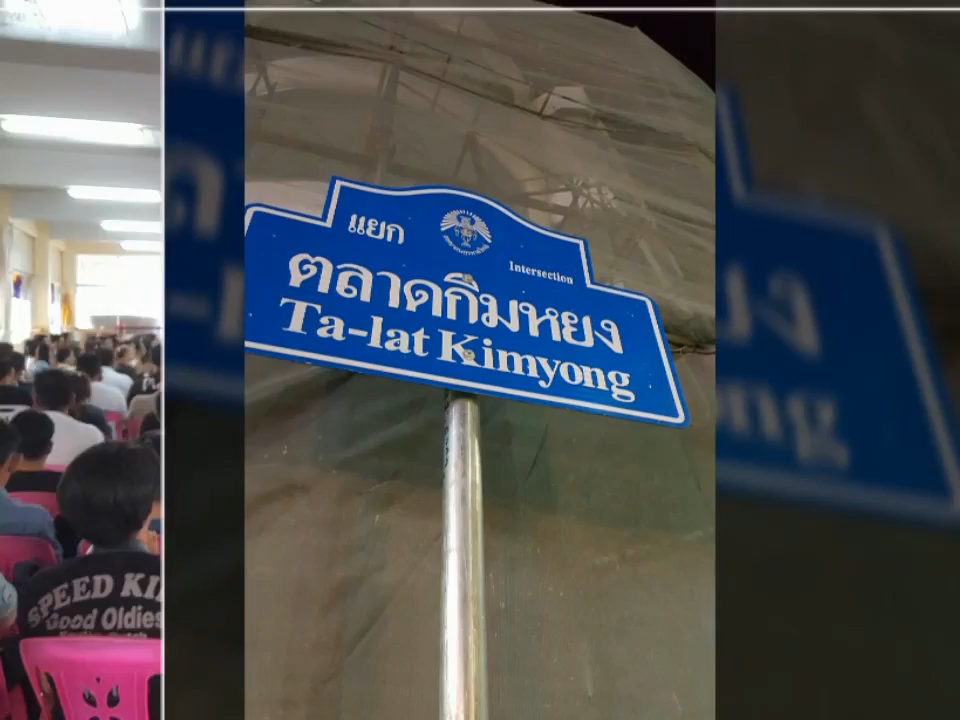 แยก
Intersection
ตลาดกิมหยง
Ta-lat Kimyong
SPEED KI
Good Oldies